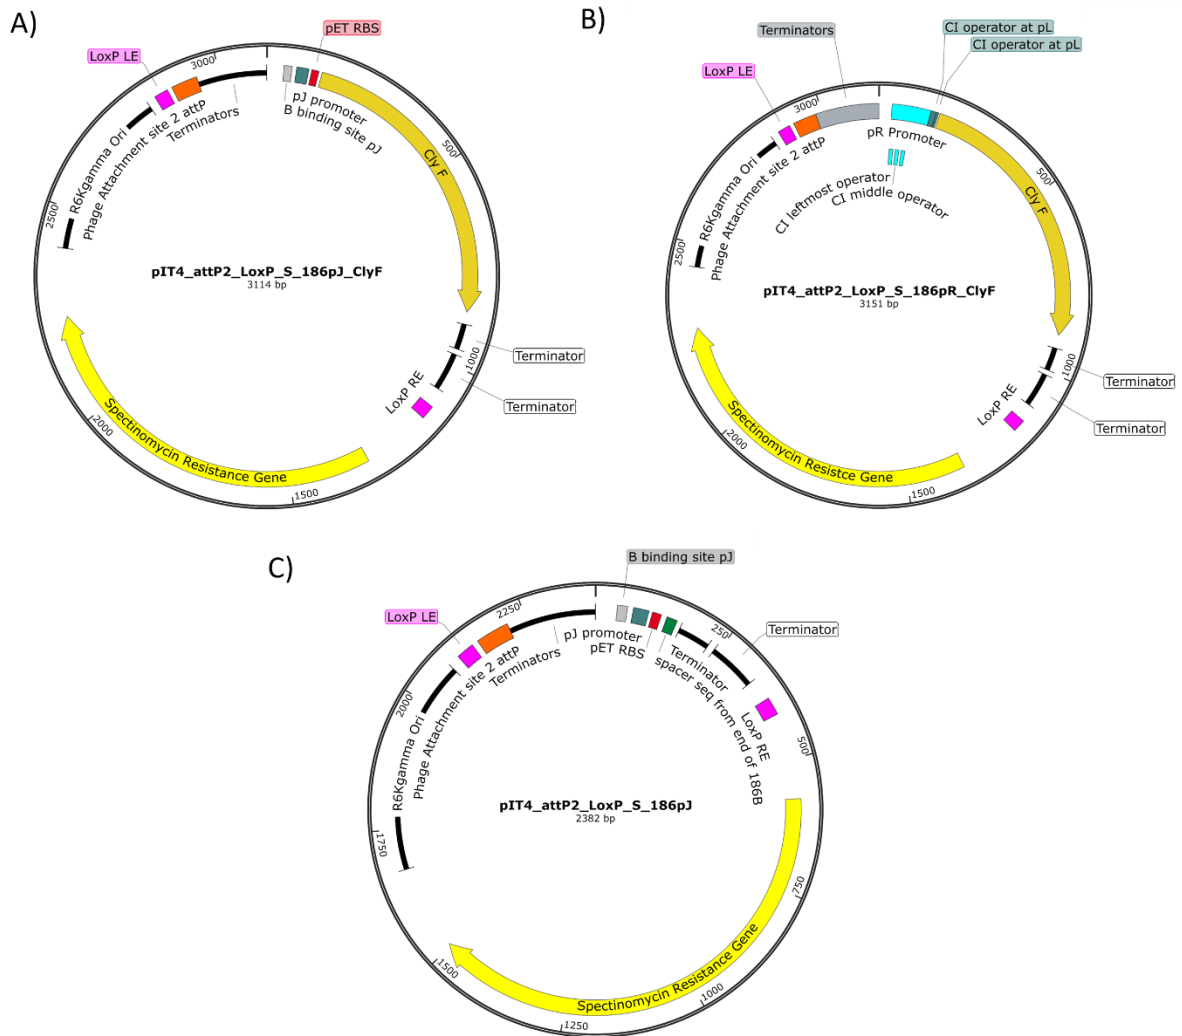 A)
pET RBS
LoxP LE
3000
pJ promoter
B binding site pJ
Terminators
Phage Attachment site 2 attP
R6Kgamma Ori
2500
500
Cly F
pIT4_attP2_LoxP_S_186pJ_ClyF
3114 bp
Terminator
1000
Terminator
LoxP RE
Spectinomycin Resistance Gene
2000
1500
B)
CI operator at pL
CI operator at pL
Terminators
LoxP LE
3000
pR Promoter
CI leftmost operator
CI middle operator
Phage Attachment site 2 attP
R6Kgamma Ori
2500
500
Cly F
pIT4_attP2_LoxP_S_186pR_ClyF
3151 bp
1000
Terminator
Terminator
LoxP RE
Spectinomycin Resistce Gene
2000
1500
C)
B binding site pJ
LoxP LE
2250
250
Terminator
pJ promoter
pET RBS
Terminator
spacer seq from end of 186B
Terminators
Phage Attachment site 2 attP
R6Kgamma Ori
2000
LoxP RE
500
pIT4_attP2_LoxP_S_186pJ
2382 bp
1750
750
Spectinomycin Resistance Gene
1500
1000
1250